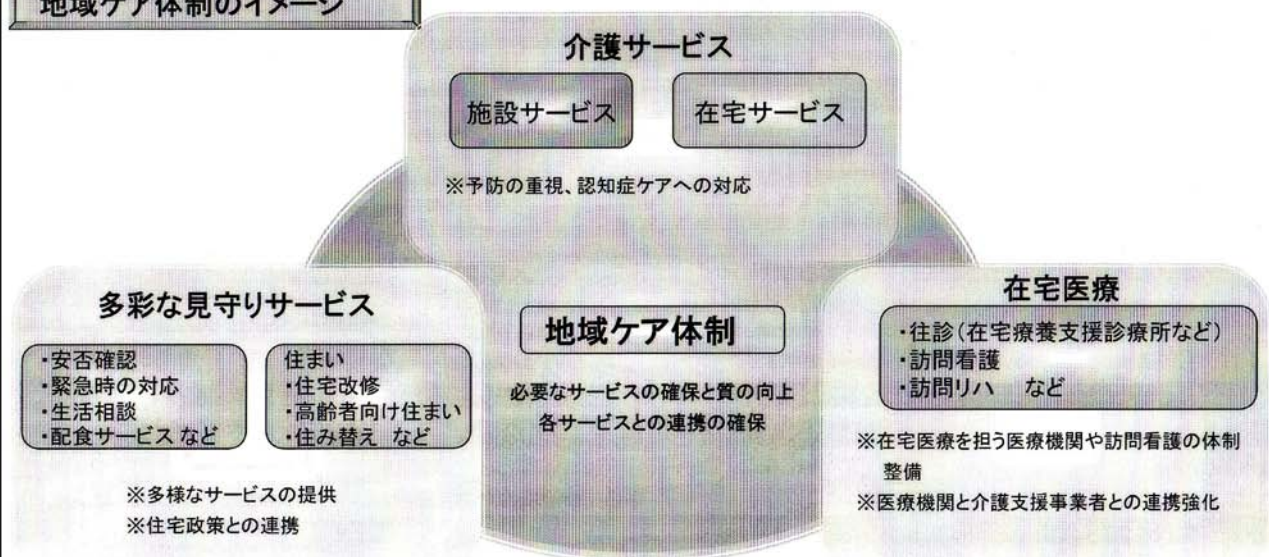 地域ケア体制のイメージ
介護サービス
施設サービス
在宅サービス
※予防の重視、認知症ケアへの対応
多彩な見守りサービス
・安否確認
・緊急時の対応
・生活相談
・配食サービス など
住まい
・住宅改修
・高齢者向け住まい
・住み替え など
※多様なサービスの提供
※住宅政策との連携
地域ケア体制
必要なサービスの確保と質の向上
各サービスとの連携の確保
在宅医療
・往診(在宅療養支援診療所など)
・訪問看護
・訪問リハ など
※在宅医療を担う医療機関や訪問看護の体制
整備
※医療機関と介護支援事業者との連携強化